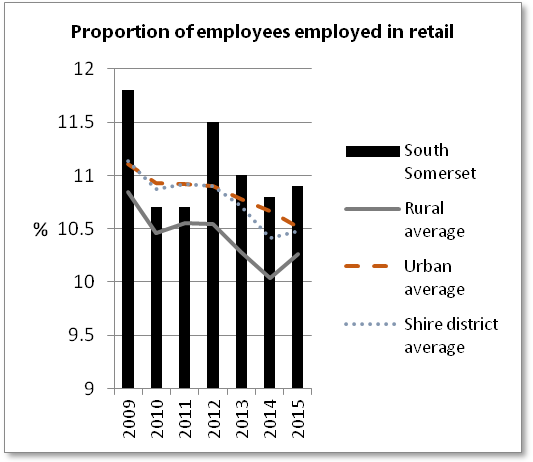 Proportion of employees employed in retail
12
11.5
11
10.5
10
9.5
9
%
2009
2010
2011
2012
2013
2014
2015
South
Somerset
Rural
average
Urban
average
Shire district
average